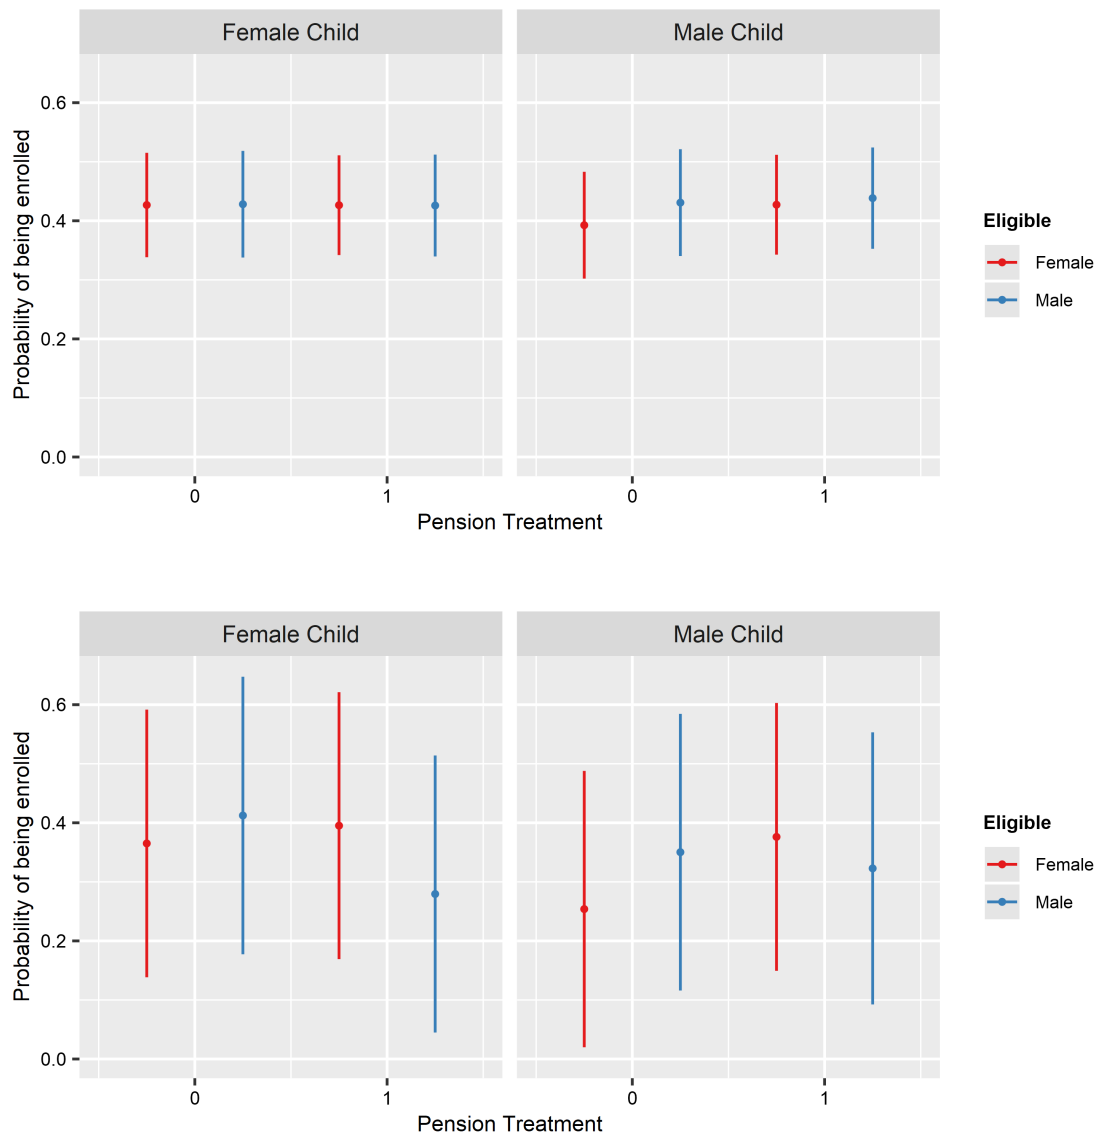 Female Child
Male Child
Probability of being enrolled
0.6
0.4
0.2
0.0
0
1
0
1
Pension Treatment
Eligible
Female
Male
Female Child
Male Child
Probability of being enrolled
0.6
0.4
0.2
0.0
0
1
0
1
Pension Treatment
Eligible
Female
Male